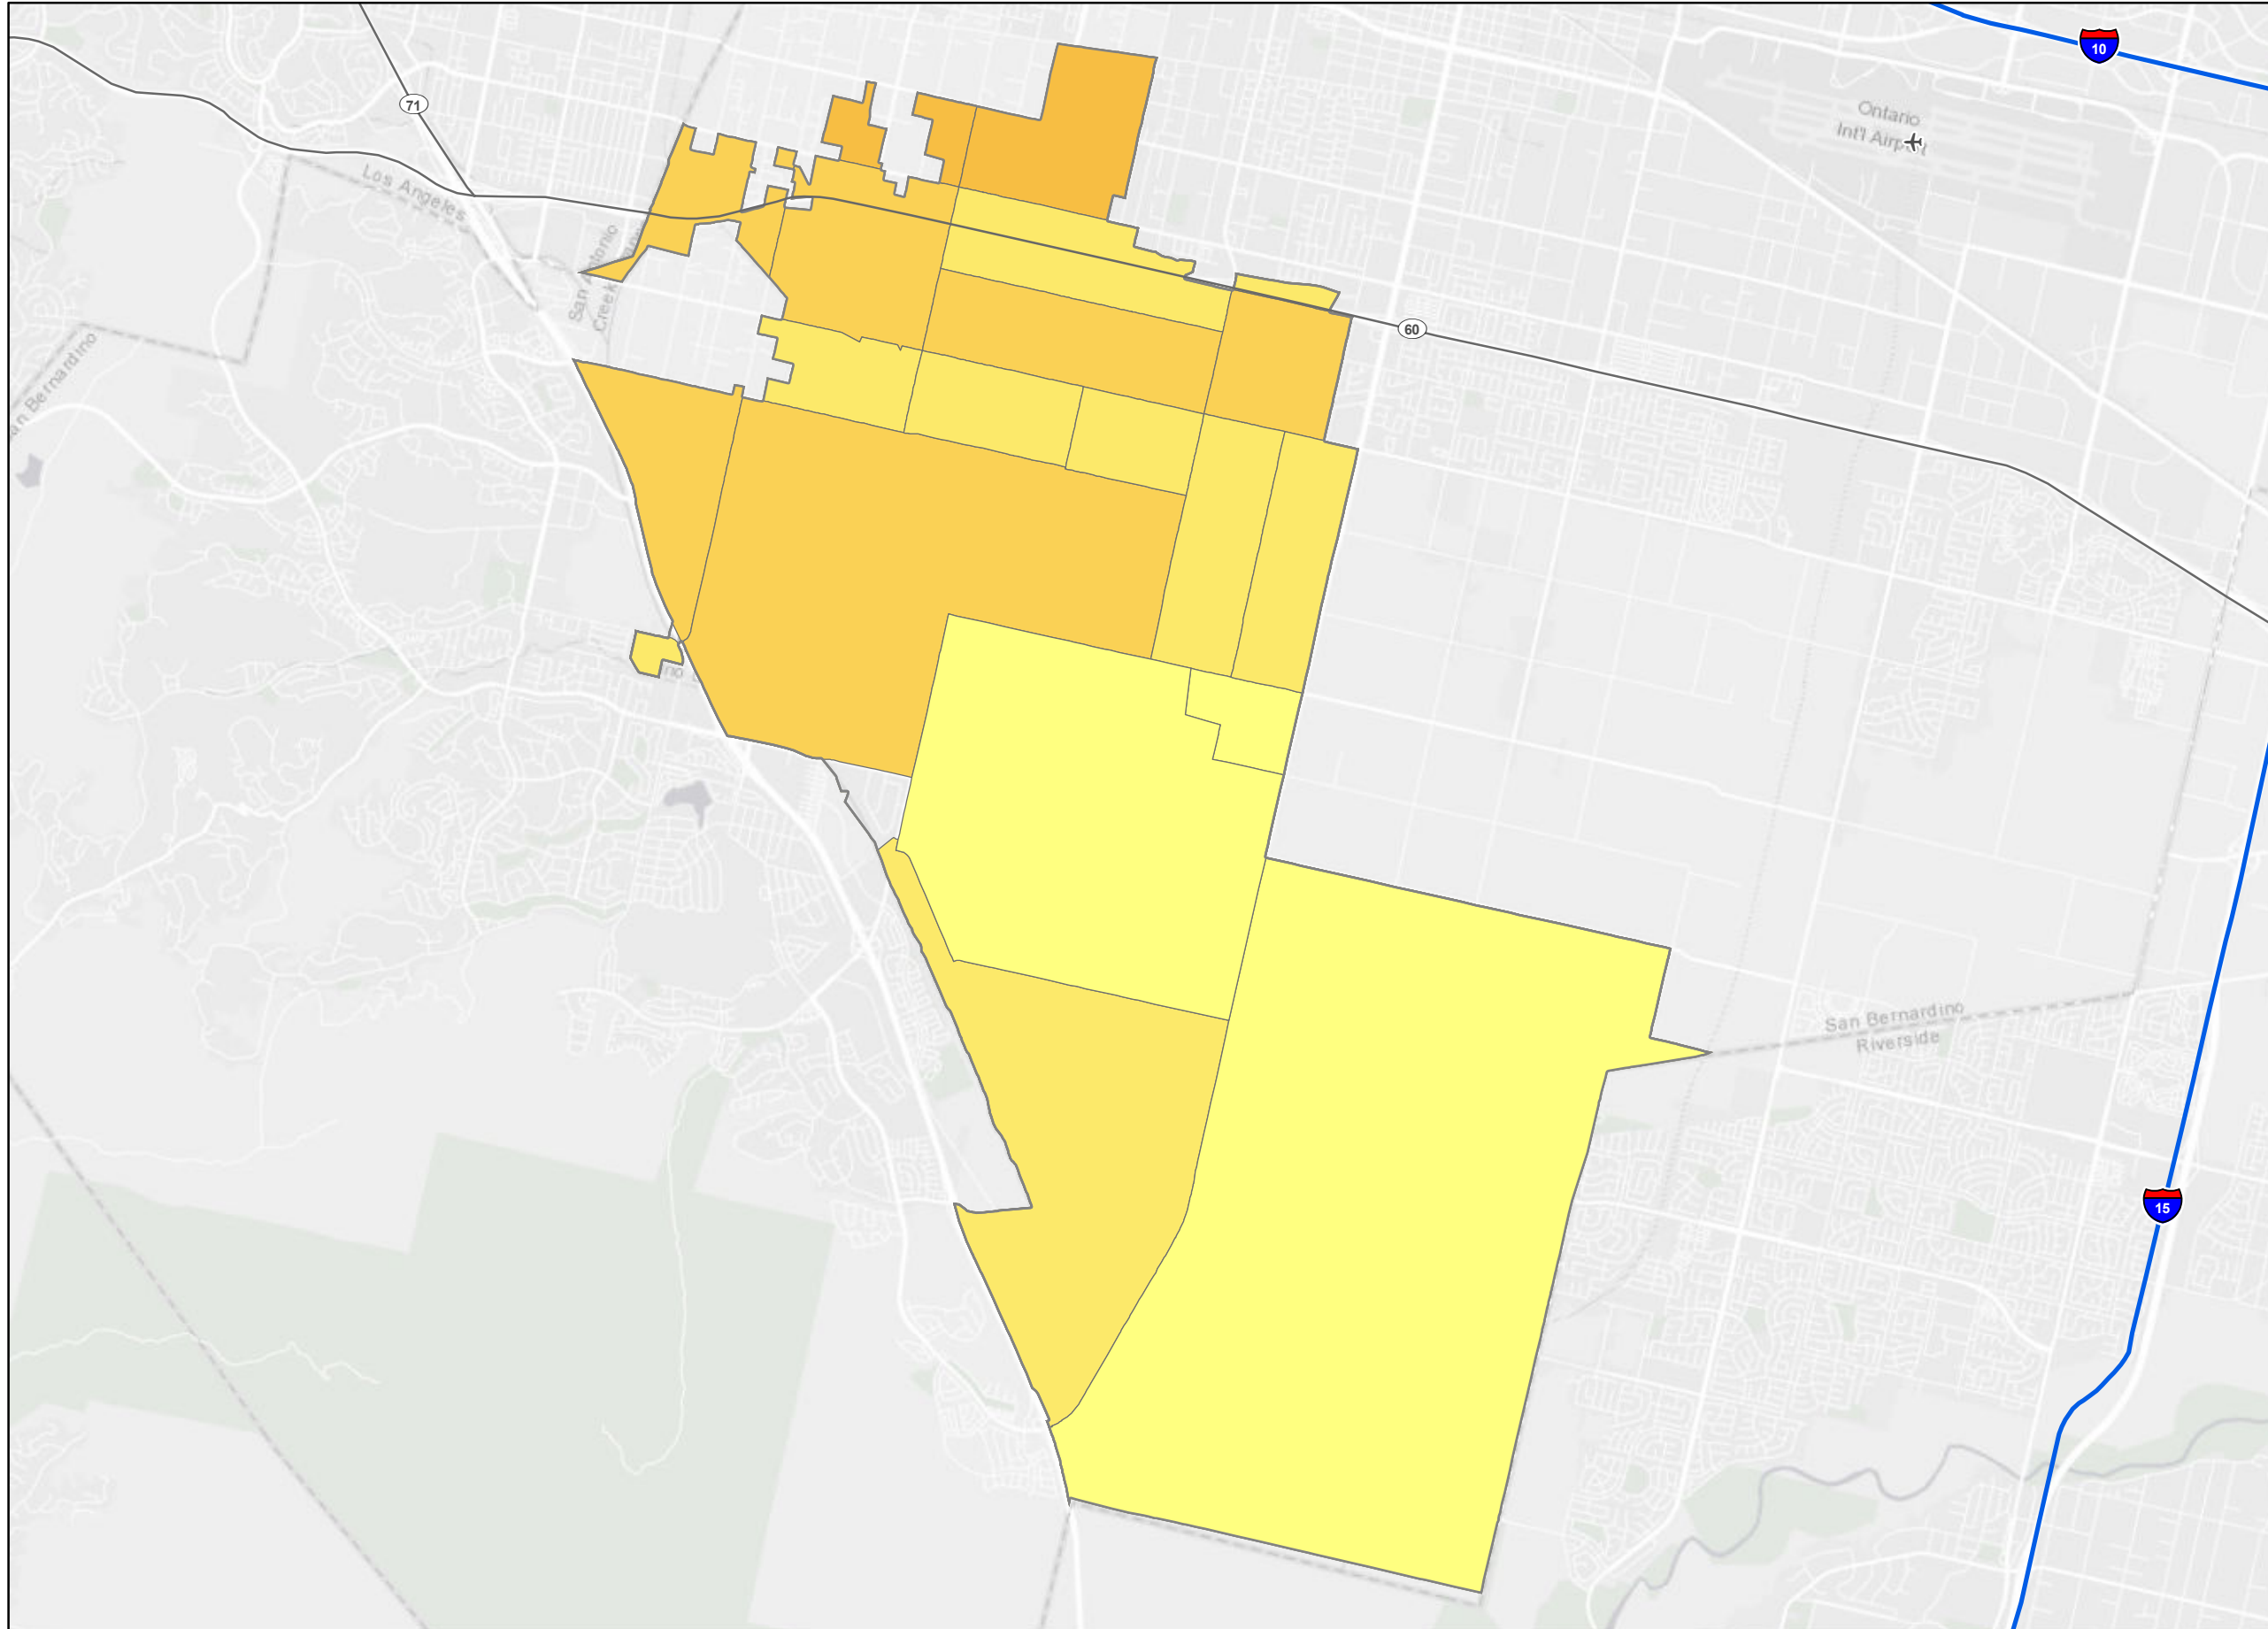 10
Ontario
Int'l Airport
71
Los Angeles
San Antonio
Creek
60
San Bernardino
San Bernardino
Riverside
15